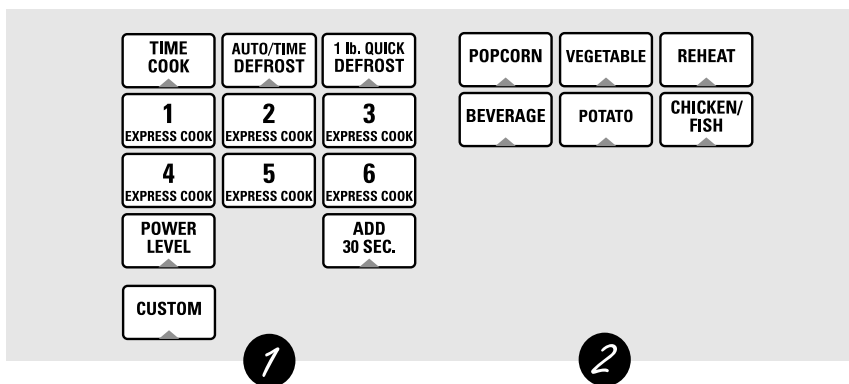 TIME
COOK
AUTO/TIME
DEFROST
1 lb. QUICK
DEFROST
1
EXPRESS COOK
2
EXPRESS COOK
3
EXPRESS COOK
4
EXPRESS COOK
5
EXPRESS COOK
6
EXPRESS COOK
POWER
LEVEL
ADD
30 SEC.
CUSTOM
1
POPCORN
VEGETABLE
REHEAT
BEVERAGE
POTATO
CHICKEN/
FISH
2